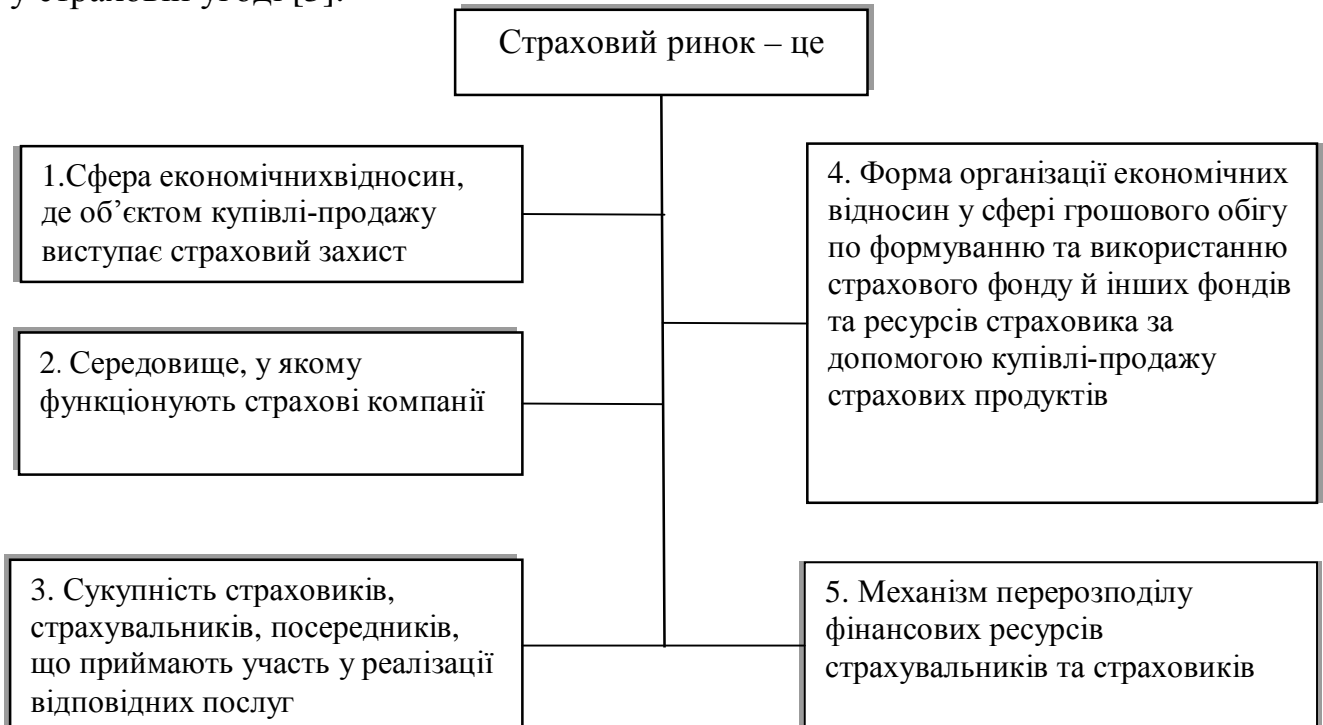 у страховій угоді [3].
Страховий ринок – це
1.Сфера економічнихвідносин,
де об’єктом купівлі-продажу
виступає страховий захист
2. Середовище, у якому
функціонують страхові компанії
3. Сукупність страховиків,
страхувальників, посередників,
що приймають участь у реалізації
відповідних послуг
4. Форма організації економічних
відносин у сфері грошового обігу
по формуванню та використанню
страхового фонду й інших фондів
та ресурсів страховика за
допомогою купівлі-продажу
страхових продуктів
5. Механізм перерозподілу
фінансових ресурсів
страхувальників та страховиків